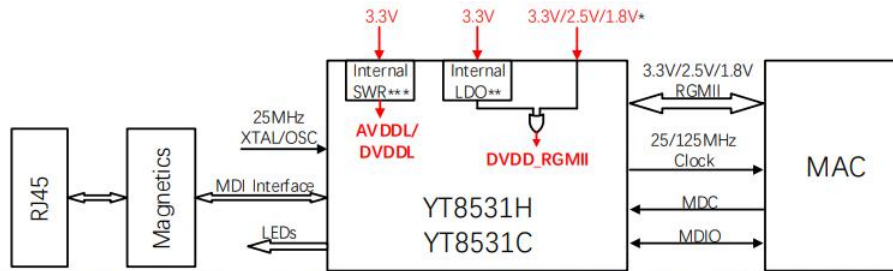 3.3V
3.3V
3.3V/2.5V/1.8V*
Internal
SWR***
Internal
LDO**
3.3V/2.5V/1.8V
RGMII
25MHz
XTAL/OSC
AVDDL/
DVDDL
DVDD_RGMII
25/125MHz
Clock
MAC
RJ45
Magnetics
MDI Interface
YT8531H
YT8531C
MDC
LEDs
MDIO